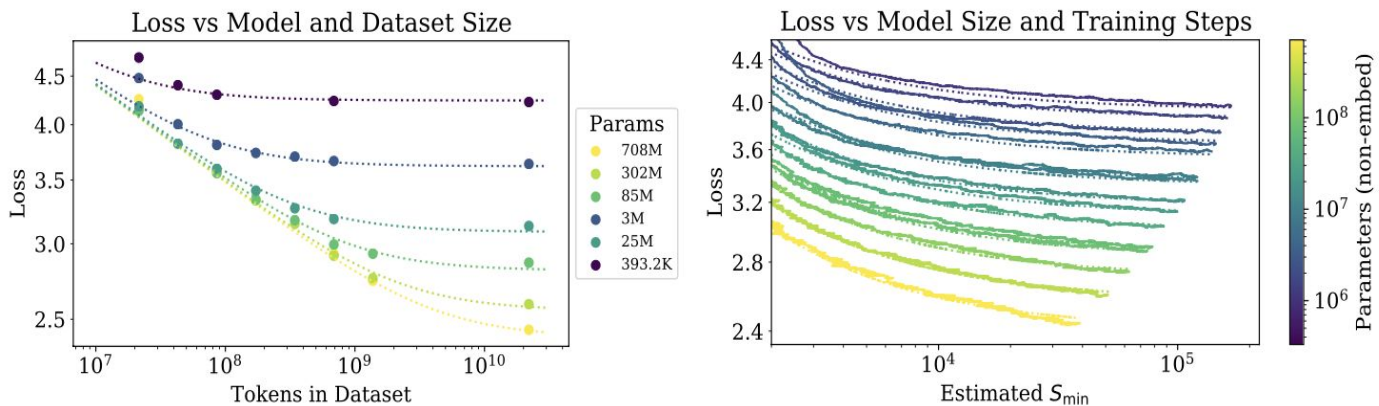 Loss vs Model and Dataset Size
4.5
4.0
3.5
3.0
2.5
Loss
10^7
10^8
10^9
10^10
Tokens in Dataset
Params
708M
302M
85M
3M
25M
393.2K
Loss vs Model Size and Training Steps
4.4
4.0
3.6
3.2
2.8
2.4
Loss
10^4
10^5
Estimated S_min
10^8
10^7
10^6
Parameters (non-embed)